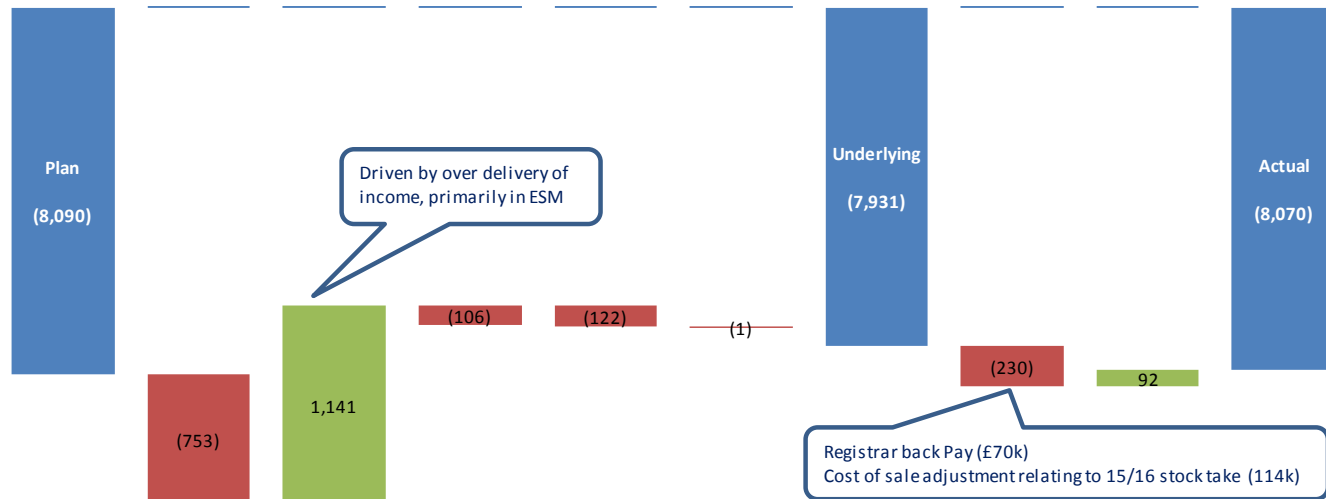 Plan
(8,090)
(753)
1,141
Driven by over delivery of
income, primarily in ESM
(106)
(122)
(1)
Underlying
(7,931)
(230)
92
Actual
(8,070)
Registrar back Pay (£70k)
Cost of sale adjustment relating to 15/16 stock take (114k)